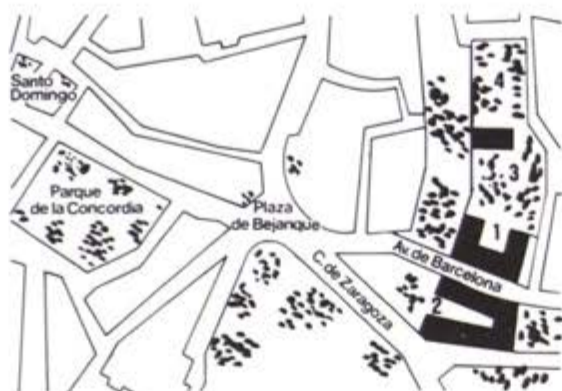 Santo
Domingo
Parque
de la Concordia
Plaza
de Bejanque
C. de Zaragoza
Av. de Barcelona
4
3
1
2